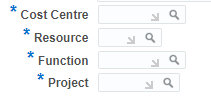 * Cost Centre
* Resource
* Function
* Project